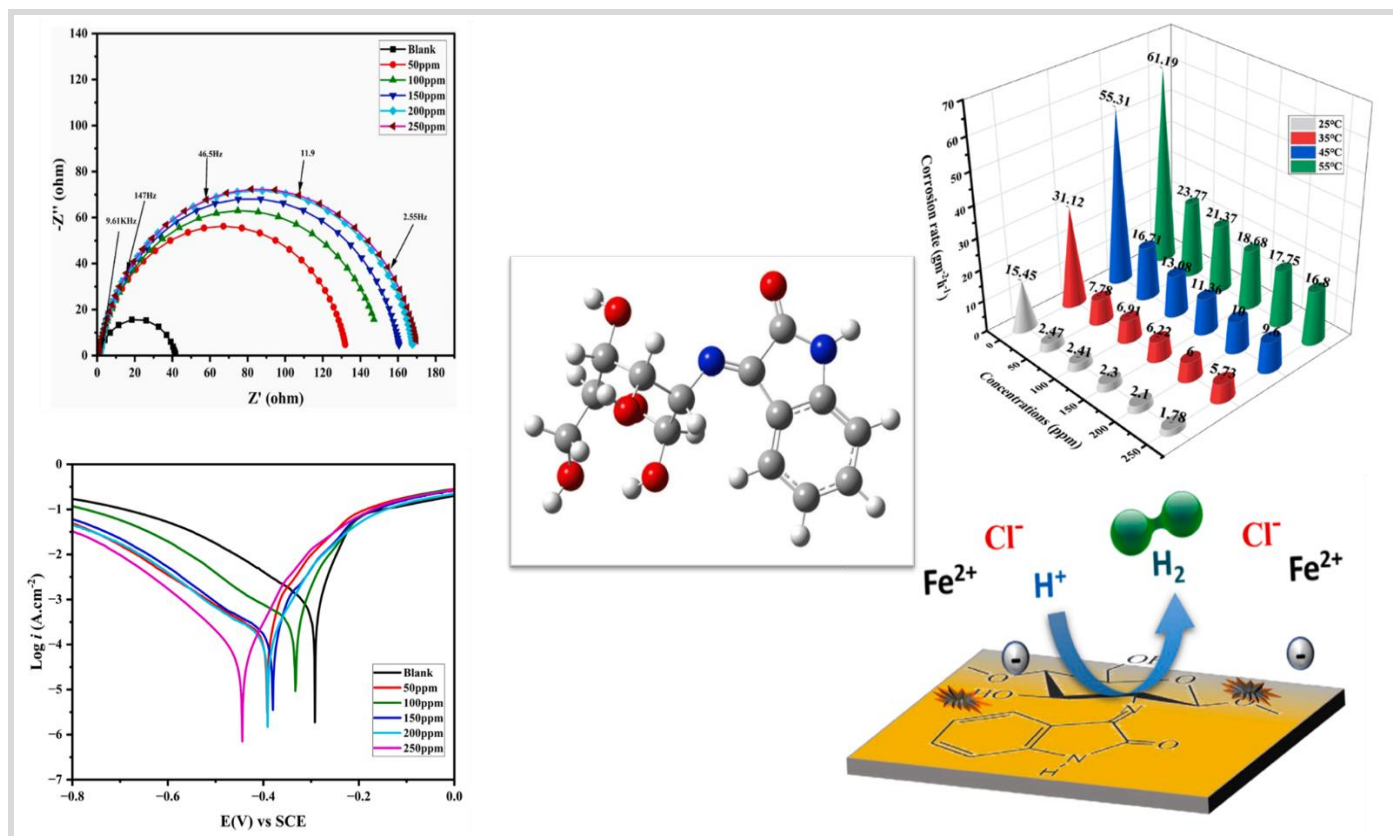 140
120
100
80
60
40
20
0
-Z'' (ohm)
0 20 40 60 80 100 120 140 160 180
Z' (ohm)
Blank
50ppm
100ppm
150ppm
200ppm
250ppm
9.61KHz
147Hz
46.5Hz
11.9
2.55Hz
0
−1
−2
−3
−4
−5
−6
−7
Log i (A.cm⁻²)
−0.8 −0.6 −0.4 −0.2 0.0
E(V) vs SCE
Blank
50ppm
100ppm
150ppm
200ppm
250ppm
70
60
50
40
30
20
10
0
Corrosion rate (gm⁻²h⁻¹)
0 50 100 150 200 250
Concentrations (ppm)
25°C
35°C
45°C
55°C
61.19
23.77
21.37
18.68
17.75
16.8
55.31
16.71
13.08
11.36
10
9.6
31.12
7.78
6.91
6.22
6
5.73
15.45
2.47
2.41
2.3
2.1
1.78
Cl⁻
Cl⁻
Fe²⁺
H⁺
H₂
Fe²⁺
-
-
O
O
HO
O
N
N
H
O